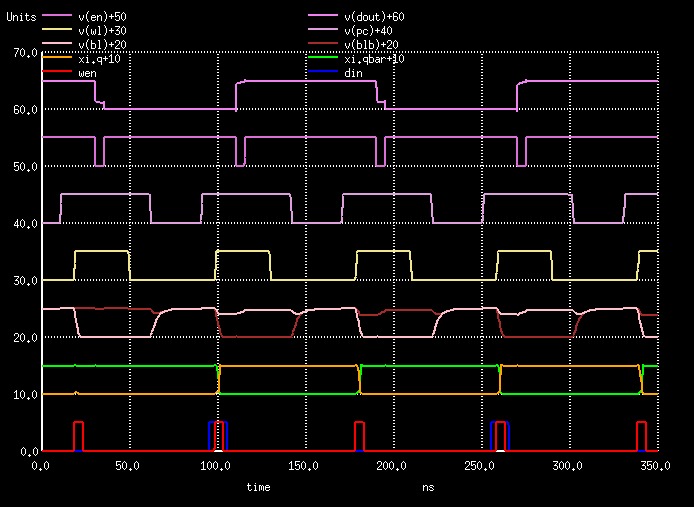 Units v(en)+50 v(dout)+60
v(wl)+30 v(pc)+40
v(bl)+20 v(blb)+20
70.0
xi.q+10 xi.qbar+10
wen din
60.0
50.0
40.0
30.0
20.0
10.0
0.0
0.0 50.0 100.0 150.0 200.0 250.0 300.0 350.0
time ns